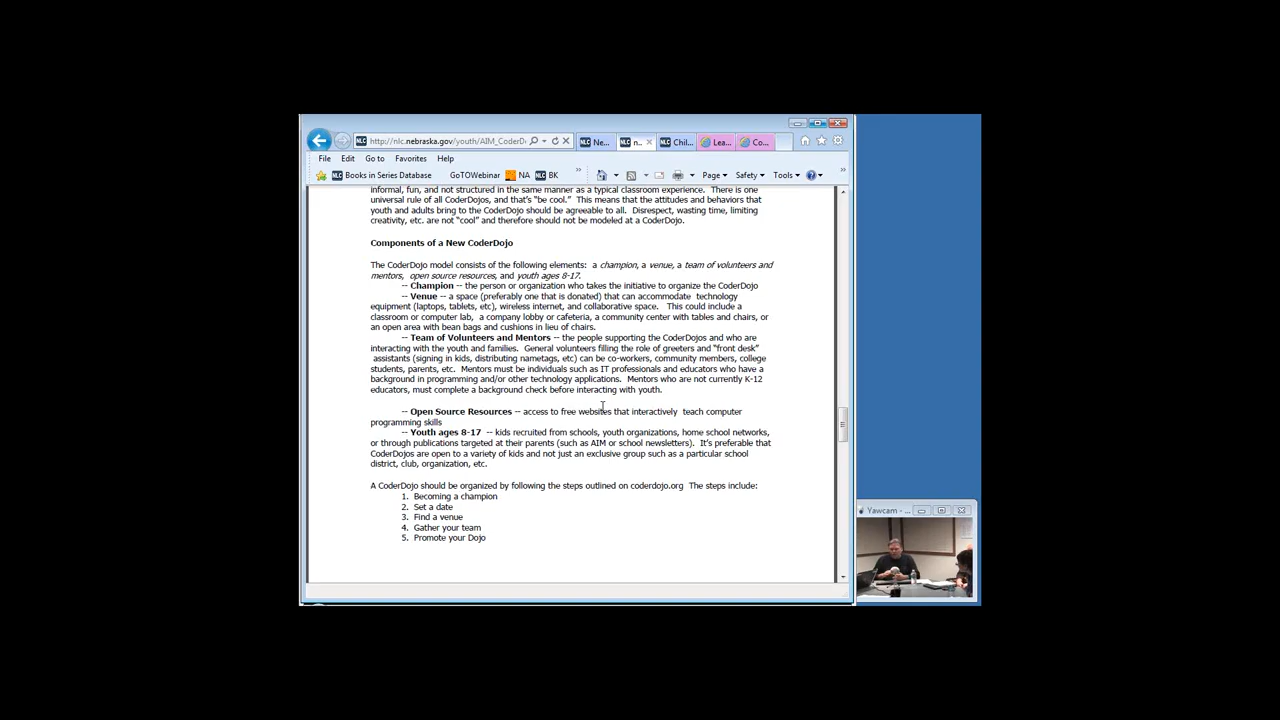 http://nlc.nebraska.gov/youth/AIM_CoderD
Ne...
n...
Chil...
Lea...
Co...
File Edit Go to Favorites Help
Books in Series Database GoTOWebinar NA BK » Page Safety Tools »
informal, fun, and not structured in the same manner as a typical classroom experience. There is one
universal rule of all CoderDojos, and that's "be cool." This means that the attitudes and behaviors that
youth and adults bring to the CoderDojo should be agreeable to all. Disrespect, wasting time, limiting
creativity, etc. are not "cool" and therefore should not be modeled at a CoderDojo.
Components of a New CoderDojo
The CoderDojo model consists of the following elements: a champion, a venue, a team of volunteers and
mentors, open source resources, and youth ages 8-17.
-- Champion -- the person or organization who takes the initiative to organize the CoderDojo
-- Venue -- a space (preferably one that is donated) that can accommodate technology
equipment (laptops, tablets, etc), wireless internet, and collaborative space. This could include a
classroom or computer lab, a company lobby or cafeteria, a community center with tables and chairs, or
an open area with bean bags and cushions in lieu of chairs.
-- Team of Volunteers and Mentors -- the people supporting the CoderDojos and who are
interacting with the youth and families. General volunteers filling the role of greeters and "front desk"
assistants (signing in kids, distributing nametags, etc) can be co-workers, community members, college
students, parents, etc. Mentors must be individuals such as IT professionals and educators who have a
background in programming and/or other technology applications. Mentors who are not currently K-12
educators, must complete a background check before interacting with youth.
-- Open Source Resources -- access to free websites that interactively teach computer
programming skills
-- Youth ages 8-17 -- kids recruited from schools, youth organizations, home school networks,
or through publications targeted at their parents (such as AIM or school newsletters). It's preferable that
CoderDojos are open to a variety of kids and not just an exclusive group such as a particular school
district, club, organization, etc.
A CoderDojo should be organized by following the steps outlined on coderdojo.org The steps include:
1. Becoming a champion
2. Set a date
3. Find a venue
4. Gather your team
5. Promote your Dojo
Yawcam - ...